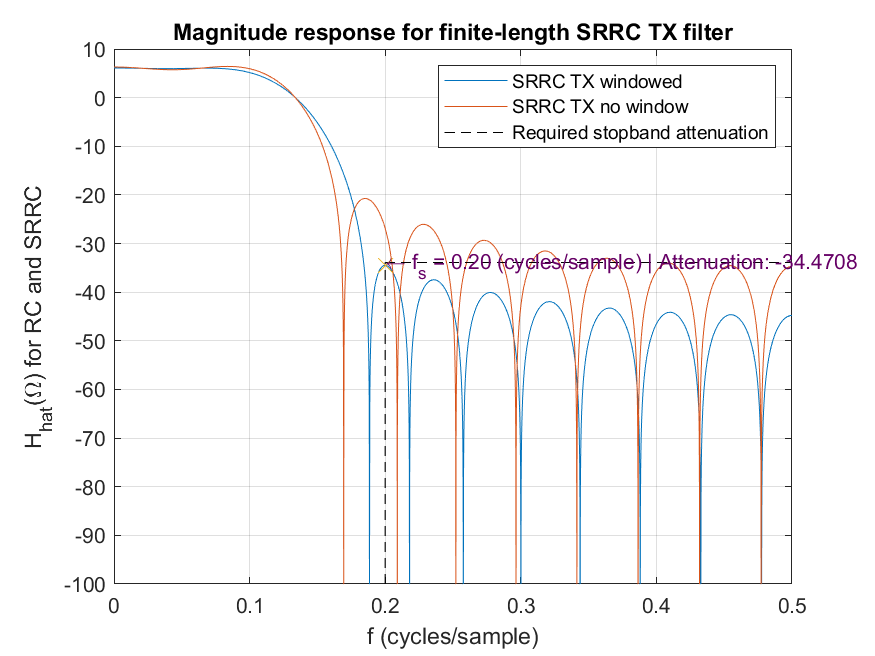 Magnitude response for finite-length SRRC TX filter
10
0
-10
-20
-30
-40
-50
-60
-70
-80
-90
-100
H_hat(Ω) for RC and SRRC
SRRC TX windowed
SRRC TX no window
Required stopband attenuation
f_s = 0.20 (cycles/sample) | Attenuation: -34.4708
0 0.1 0.2 0.3 0.4 0.5
f (cycles/sample)